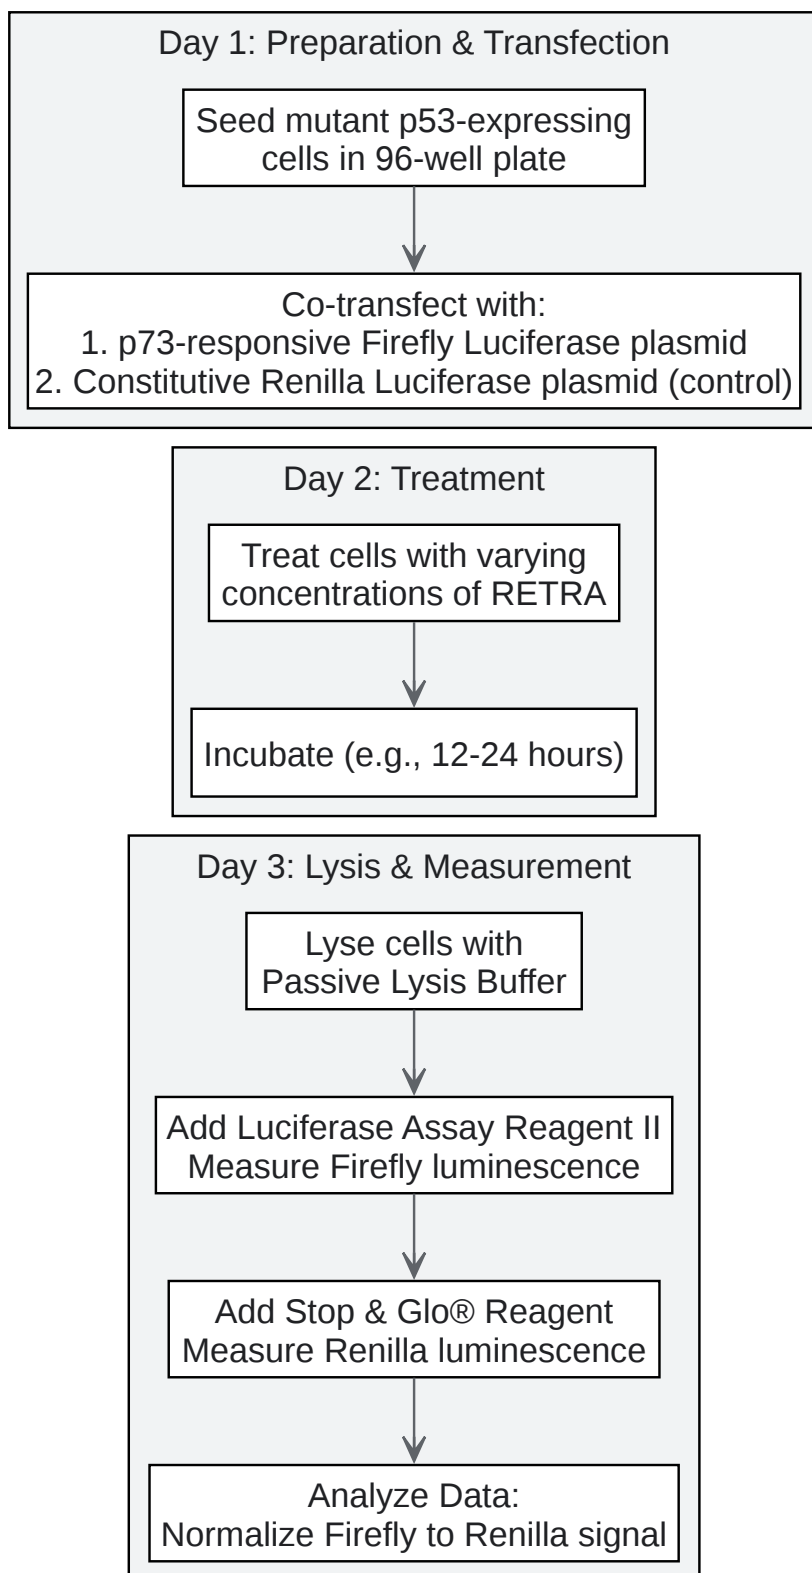 Day 1: Preparation & Transfection
Seed mutant p53-expressing
cells in 96-well plate
Co-transfect with:
1. p73-responsive Firefly Luciferase plasmid
2. Constitutive Renilla Luciferase plasmid (control)
Day 2: Treatment
Treat cells with varying
concentrations of RETRA
Incubate (e.g., 12-24 hours)
Day 3: Lysis & Measurement
Lyse cells with
Passive Lysis Buffer
Add Luciferase Assay Reagent II
Measure Firefly luminescence
Add Stop & Glo® Reagent
Measure Renilla luminescence
Analyze Data:
Normalize Firefly to Renilla signal